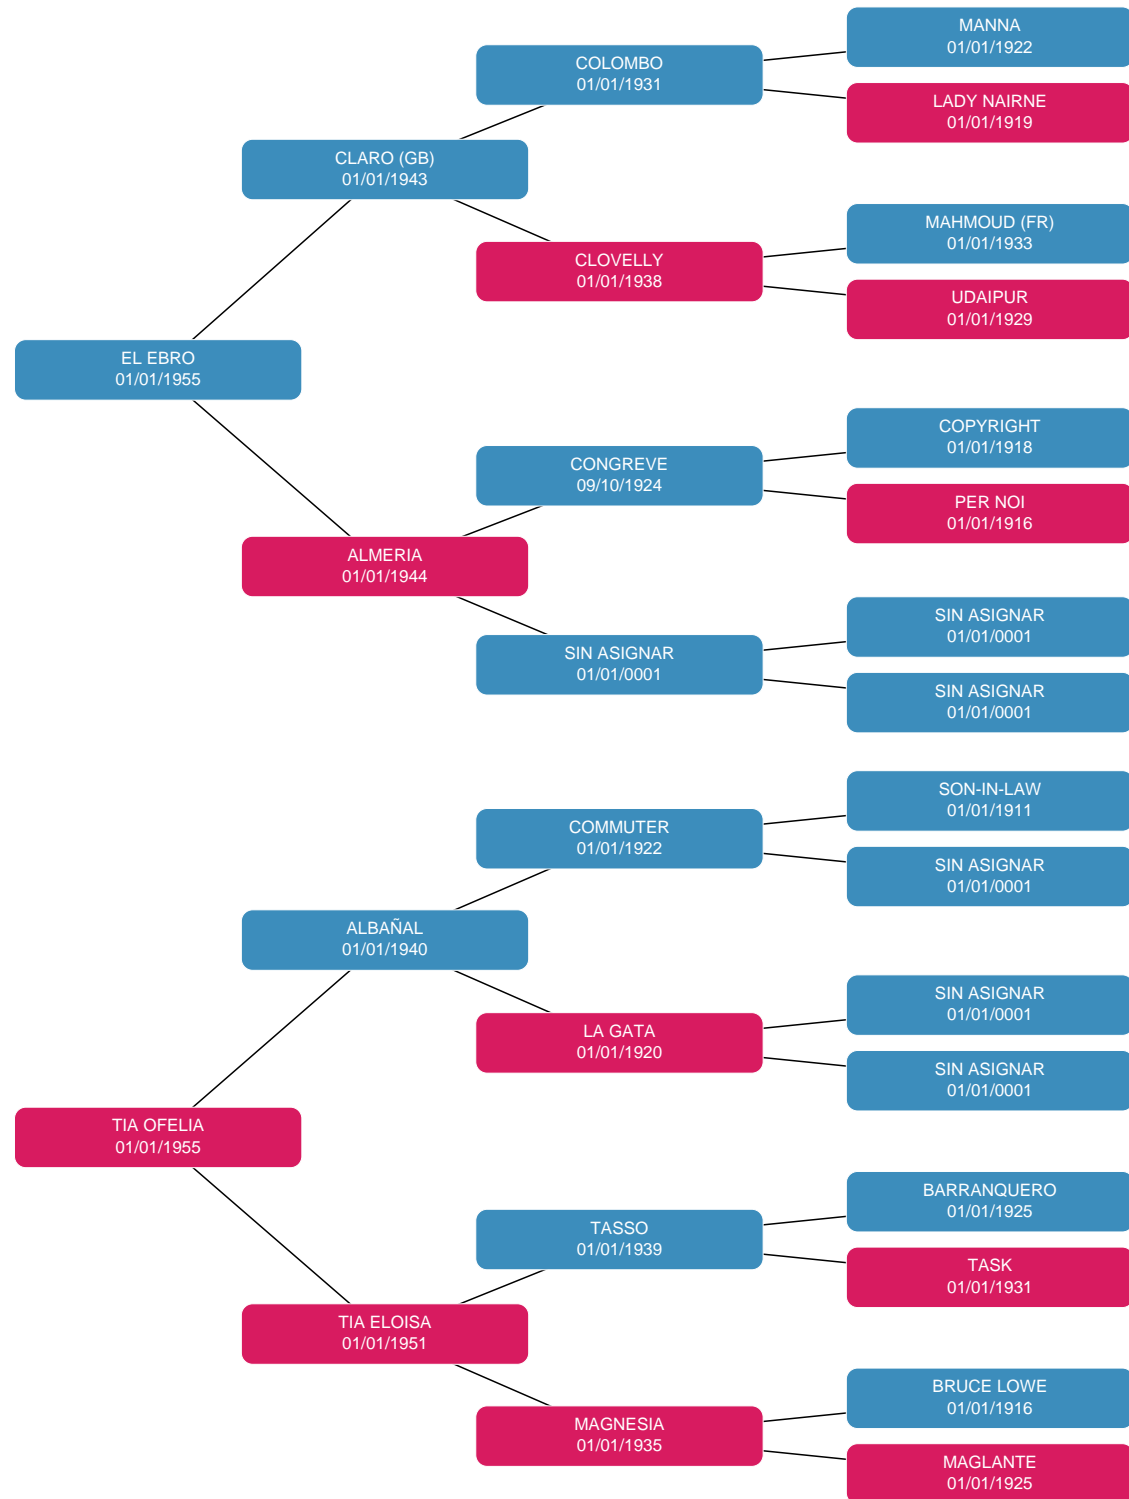 MANNA
01/01/1922
COLOMBO
01/01/1931
LADY NAIRNE
01/01/1919
CLARO (GB)
01/01/1943
MAHMOUD (FR)
01/01/1933
CLOVELLY
01/01/1938
UDAIPUR
01/01/1929
EL EBRO
01/01/1955
COPYRIGHT
01/01/1918
CONGREVE
09/10/1924
PER NOI
01/01/1916
ALMERIA
01/01/1944
SIN ASIGNAR
01/01/0001
SIN ASIGNAR
01/01/0001
SIN ASIGNAR
01/01/0001
SON-IN-LAW
01/01/1911
COMMUTER
01/01/1922
SIN ASIGNAR
01/01/0001
ALBAÑAL
01/01/1940
SIN ASIGNAR
01/01/0001
LA GATA
01/01/1920
SIN ASIGNAR
01/01/0001
TIA OFELIA
01/01/1955
BARRANQUERO
01/01/1925
TASSO
01/01/1939
TASK
01/01/1931
TIA ELOISA
01/01/1951
BRUCE LOWE
01/01/1916
MAGNESIA
01/01/1935
MAGLANTE
01/01/1925